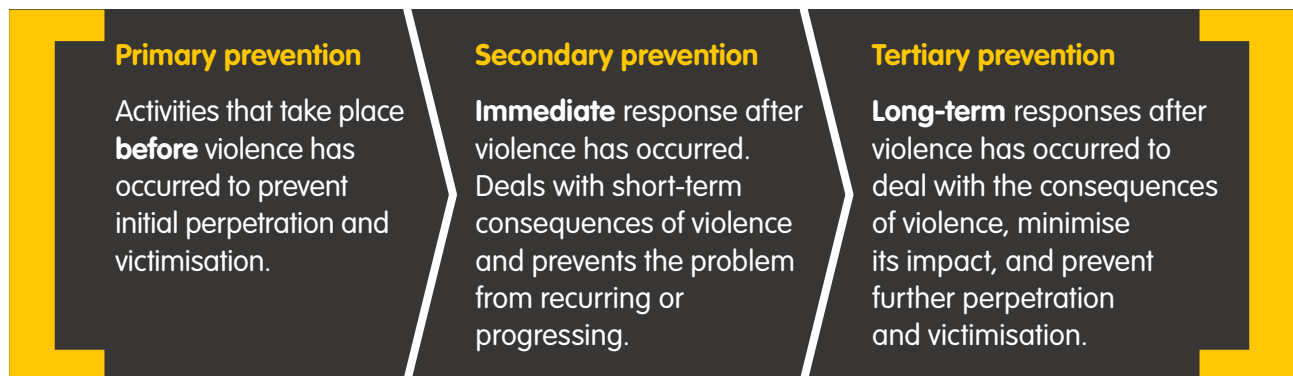 Primary prevention
Activities that take place
before violence has
occurred to prevent
initial perpetration and
victimisation.
Secondary prevention
Immediate response after
violence has occurred.
Deals with short-term
consequences of violence
and prevents the problem
from recurring or
progressing.
Tertiary prevention
Long-term responses after
violence has occurred to
deal with the consequences
of violence, minimise
its impact, and prevent
further perpetration
and victimisation.